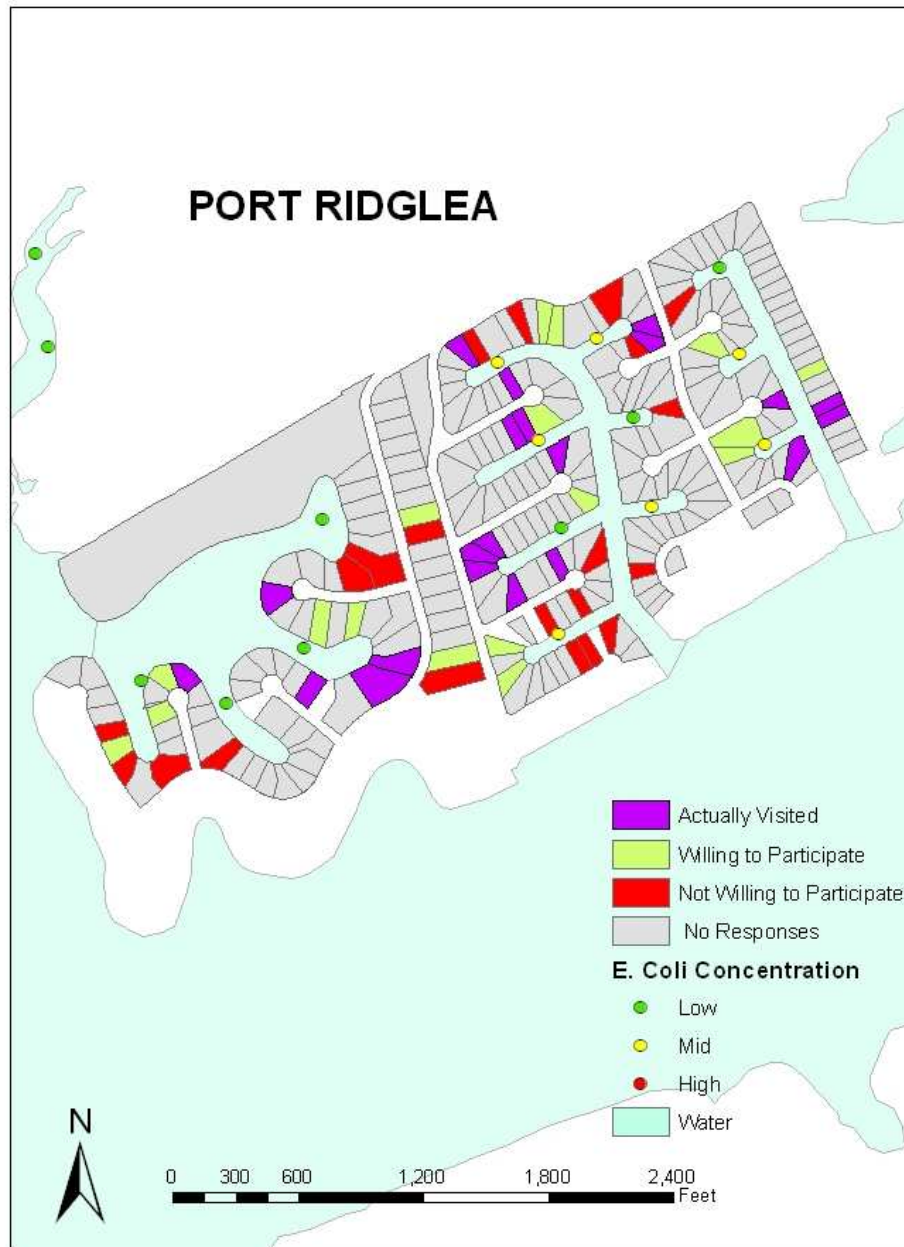 PORT RIDGLEA
Actually Visited
Willing to Participate
Not Willing to Participate
No Responses
E. Coli Concentration
Low
Mid
High
Water
N
0 300 600 1,200 1,800 2,400
Feet